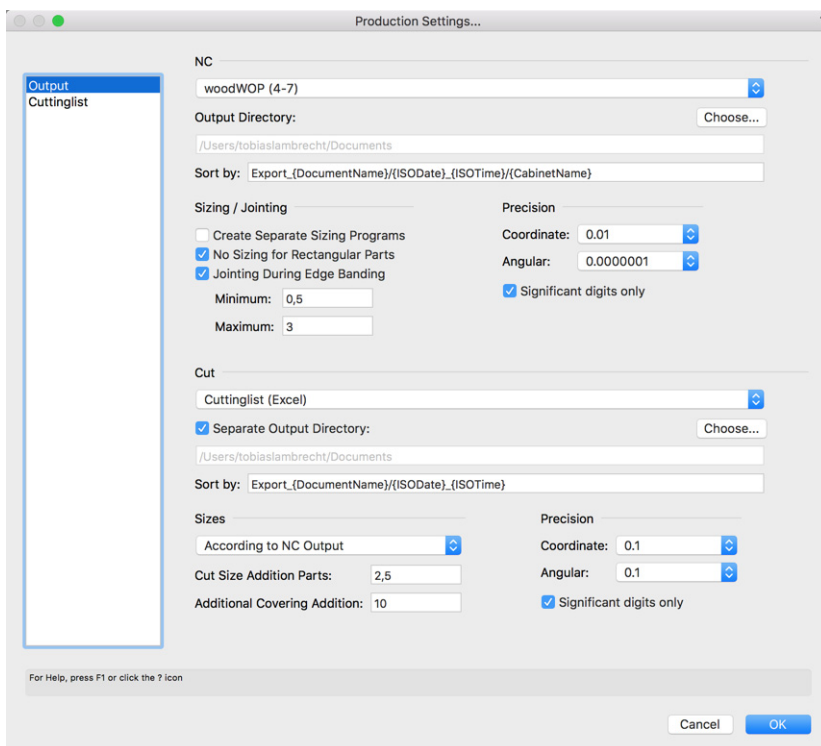 Production Settings...
Output
Cuttinglist
NC
woodWOP (4-7)
Output Directory:
Choose...
/Users/tobiaslambrecht/Documents
Sort by: Export_{DocumentName}/{ISODate}_{ISOTime}/{CabinetName}
Sizing / Jointing
Create Separate Sizing Programs
No Sizing for Rectangular Parts
Jointing During Edge Banding
Minimum: 0,5
Maximum: 3
Precision
Coordinate: 0.01
Angular: 0.0000001
Significant digits only
Cut
Cuttinglist (Excel)
Separate Output Directory:
Choose...
/Users/tobiaslambrecht/Documents
Sort by: Export_{DocumentName}/{ISODate}_{ISOTime}
Sizes
According to NC Output
Cut Size Addition Parts: 2,5
Additional Covering Addition: 10
Precision
Coordinate: 0.1
Angular: 0.1
Significant digits only
For Help, press F1 or click the ? icon
Cancel
OK